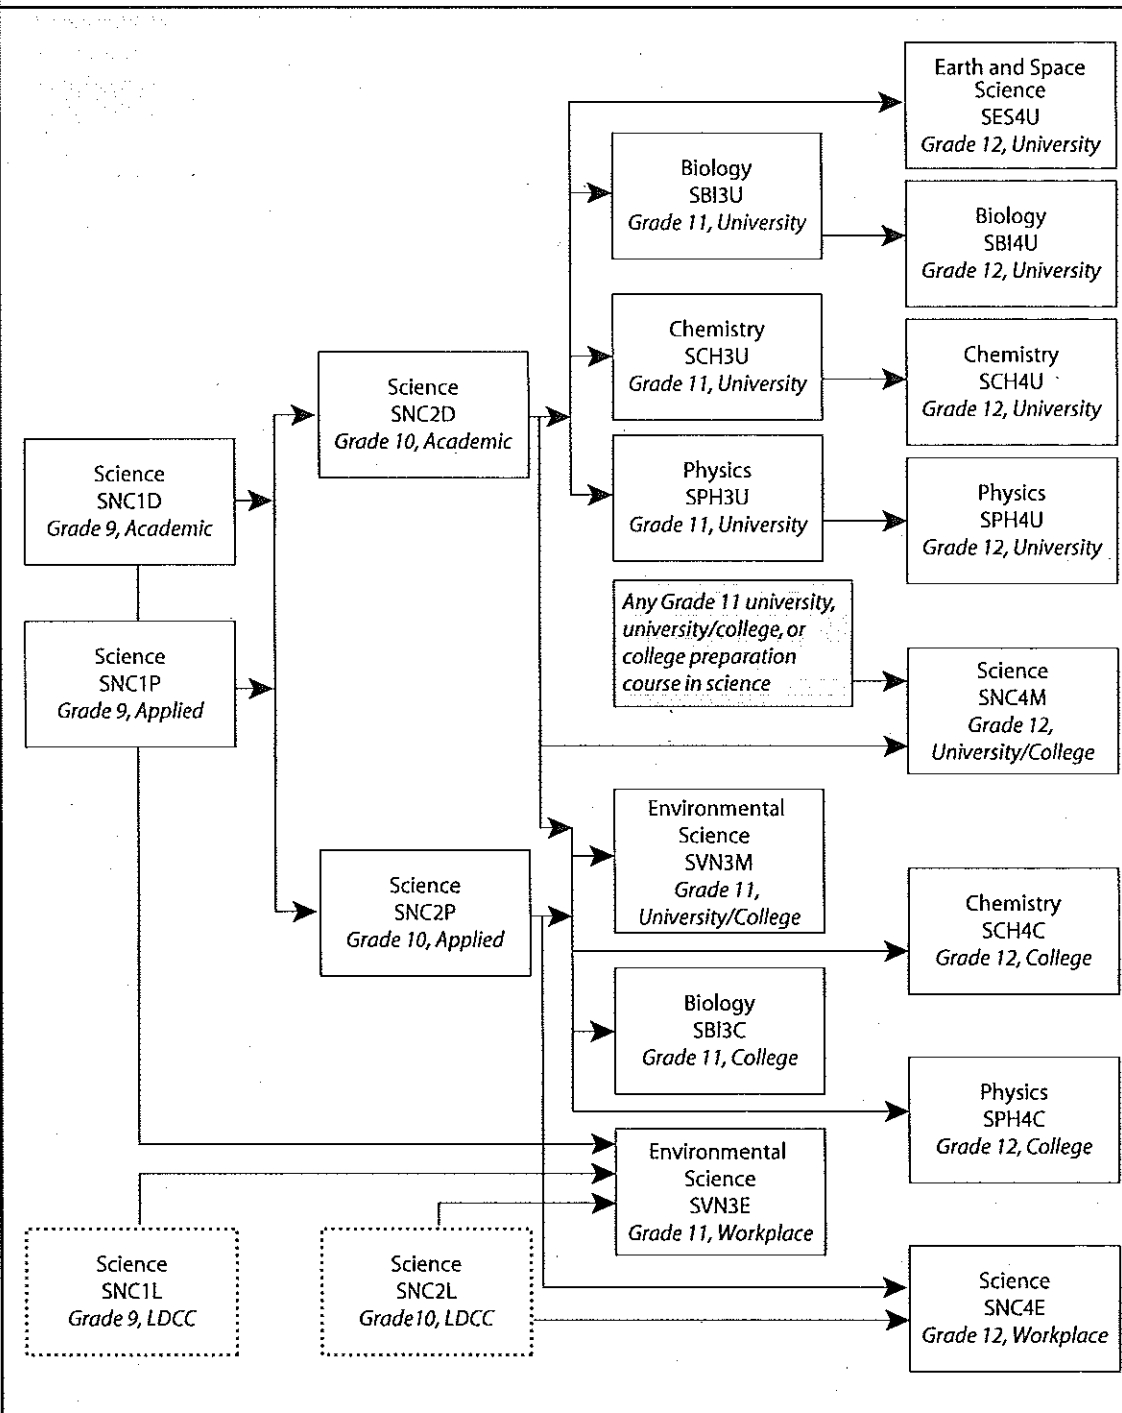 Earth and Space
Science
SES4U
Grade 12, University
Biology
SBI3U
Grade 11, University
Biology
SBI4U
Grade 12, University
Chemistry
SCH3U
Grade 11, University
Chemistry
SCH4U
Grade 12, University
Science
SNC2D
Grade 10, Academic
Science
SNC1D
Grade 9, Academic
Physics
SPH3U
Grade 11, University
Physics
SPH4U
Grade 12, University
Any Grade 11 university,
university/college, or
college preparation
course in science
Science
SNC1P
Grade 9, Applied
Science
SNC4M
Grade 12,
University/College
Environmental
Science
SVN3M
Grade 11,
University/College
Science
SNC2P
Grade 10, Applied
Chemistry
SCH4C
Grade 12, College
Biology
SBI3C
Grade 11, College
Physics
SPH4C
Grade 12, College
Environmental
Science
SVN3E
Grade 11, Workplace
Science
SNC1L
Grade 9, LDCC
Science
SNC2L
Grade10, LDCC
Science
SNC4E
Grade 12, Workplace